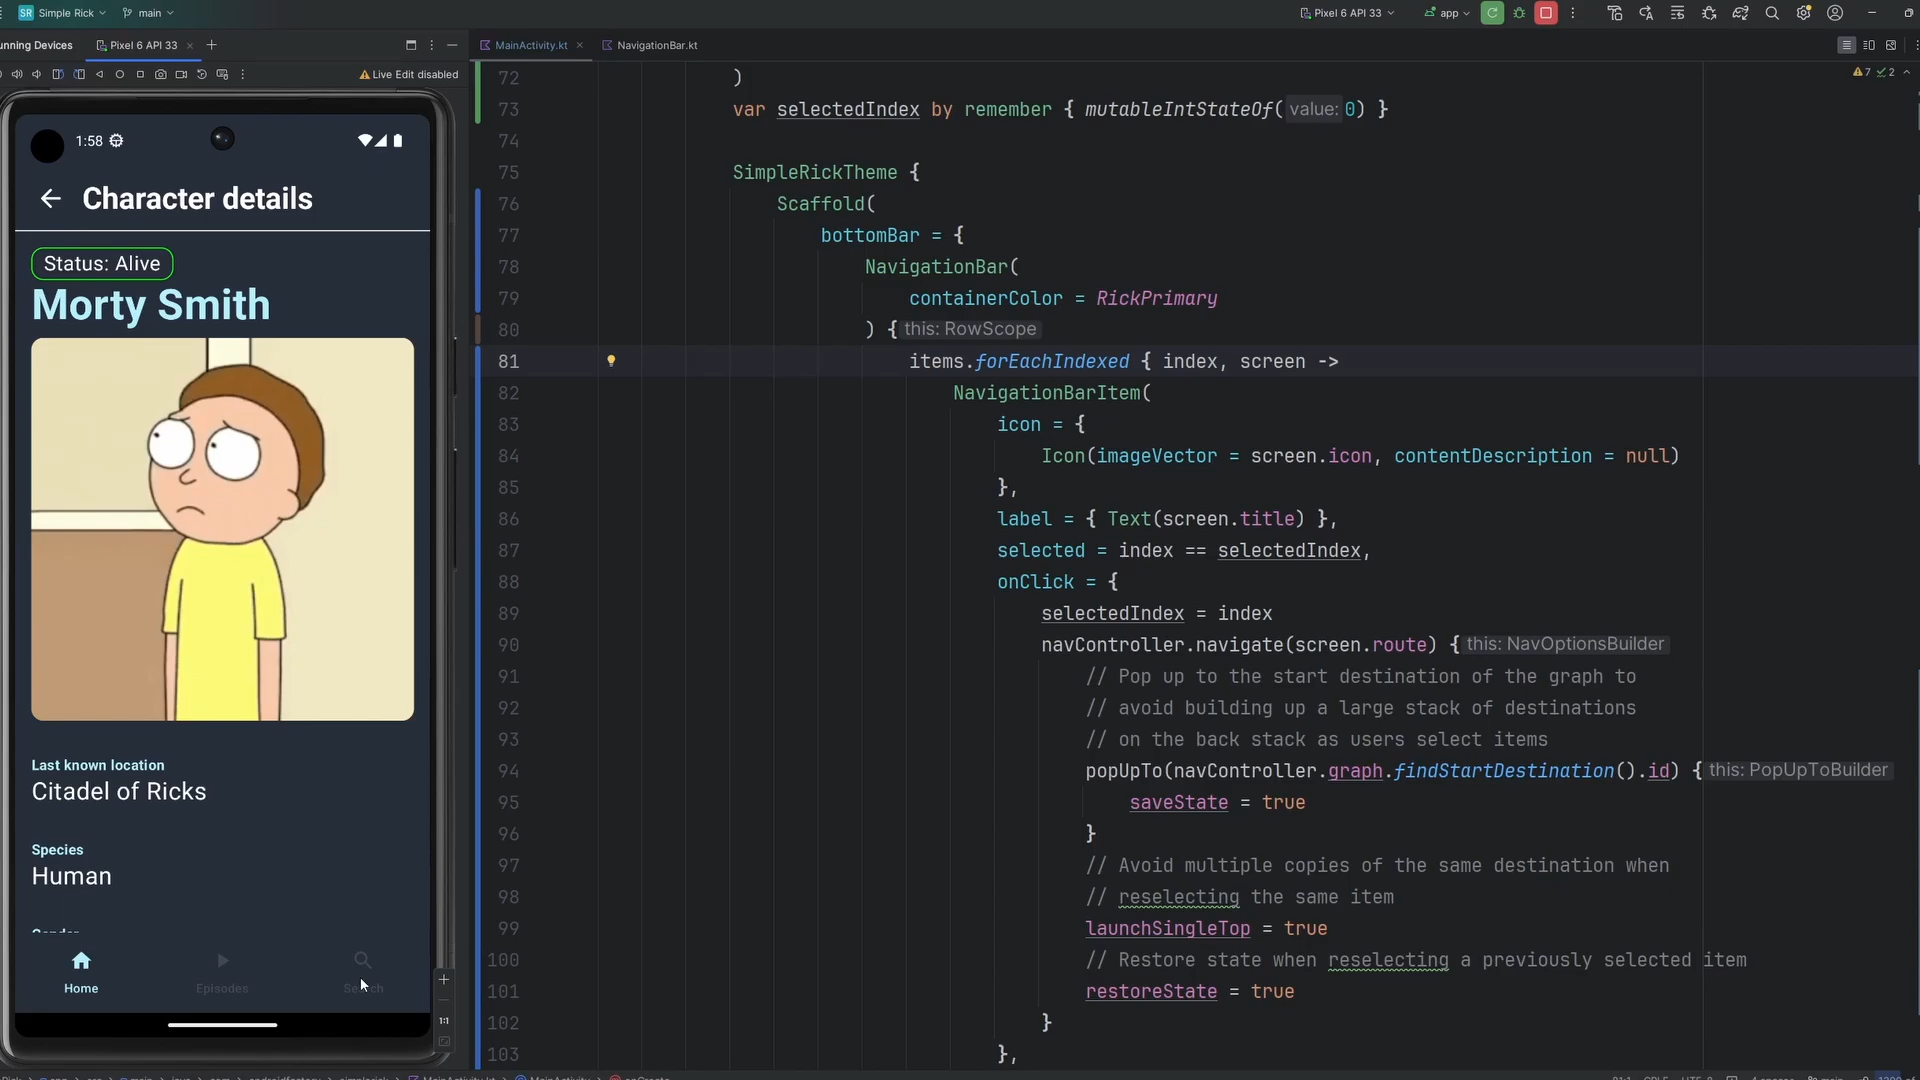 SR Simple Rick
main
Pixel 6 API 33
app
Running Devices
Pixel 6 API 33
MainActivity.kt
NavigationBar.kt
Live Edit disabled
7 2
1:58
Character details
Status: Alive
Morty Smith
Last known location
Citadel of Ricks
Species
Human
Home
Episodes
1:1
72 )
73 var selectedIndex by remember { mutableIntStateOf( value: 0) }
74
75 SimpleRickTheme {
76 Scaffold(
77 bottomBar = {
78 NavigationBar(
79 containerColor = RickPrimary
80 ) { this: RowScope
81 items.forEachIndexed { index, screen ->
82 NavigationBarItem(
83 icon = {
84 Icon(imageVector = screen.icon, contentDescription = null)
85 },
86 label = { Text(screen.title) },
87 selected = index == selectedIndex,
88 onClick = {
89 selectedIndex = index
90 navController.navigate(screen.route) { this: NavOptionsBuilder
91 // Pop up to the start destination of the graph to
92 // avoid building up a large stack of destinations
93 // on the back stack as users select items
94 popUpTo(navController.graph.findStartDestination().id) { this: PopUpToBuilder
95 saveState = true
96 }
97 // Avoid multiple copies of the same destination when
98 // reselecting the same item
99 launchSingleTop = true
100 // Restore state when reselecting a previously selected item
101 restoreState = true
102 }
103 },